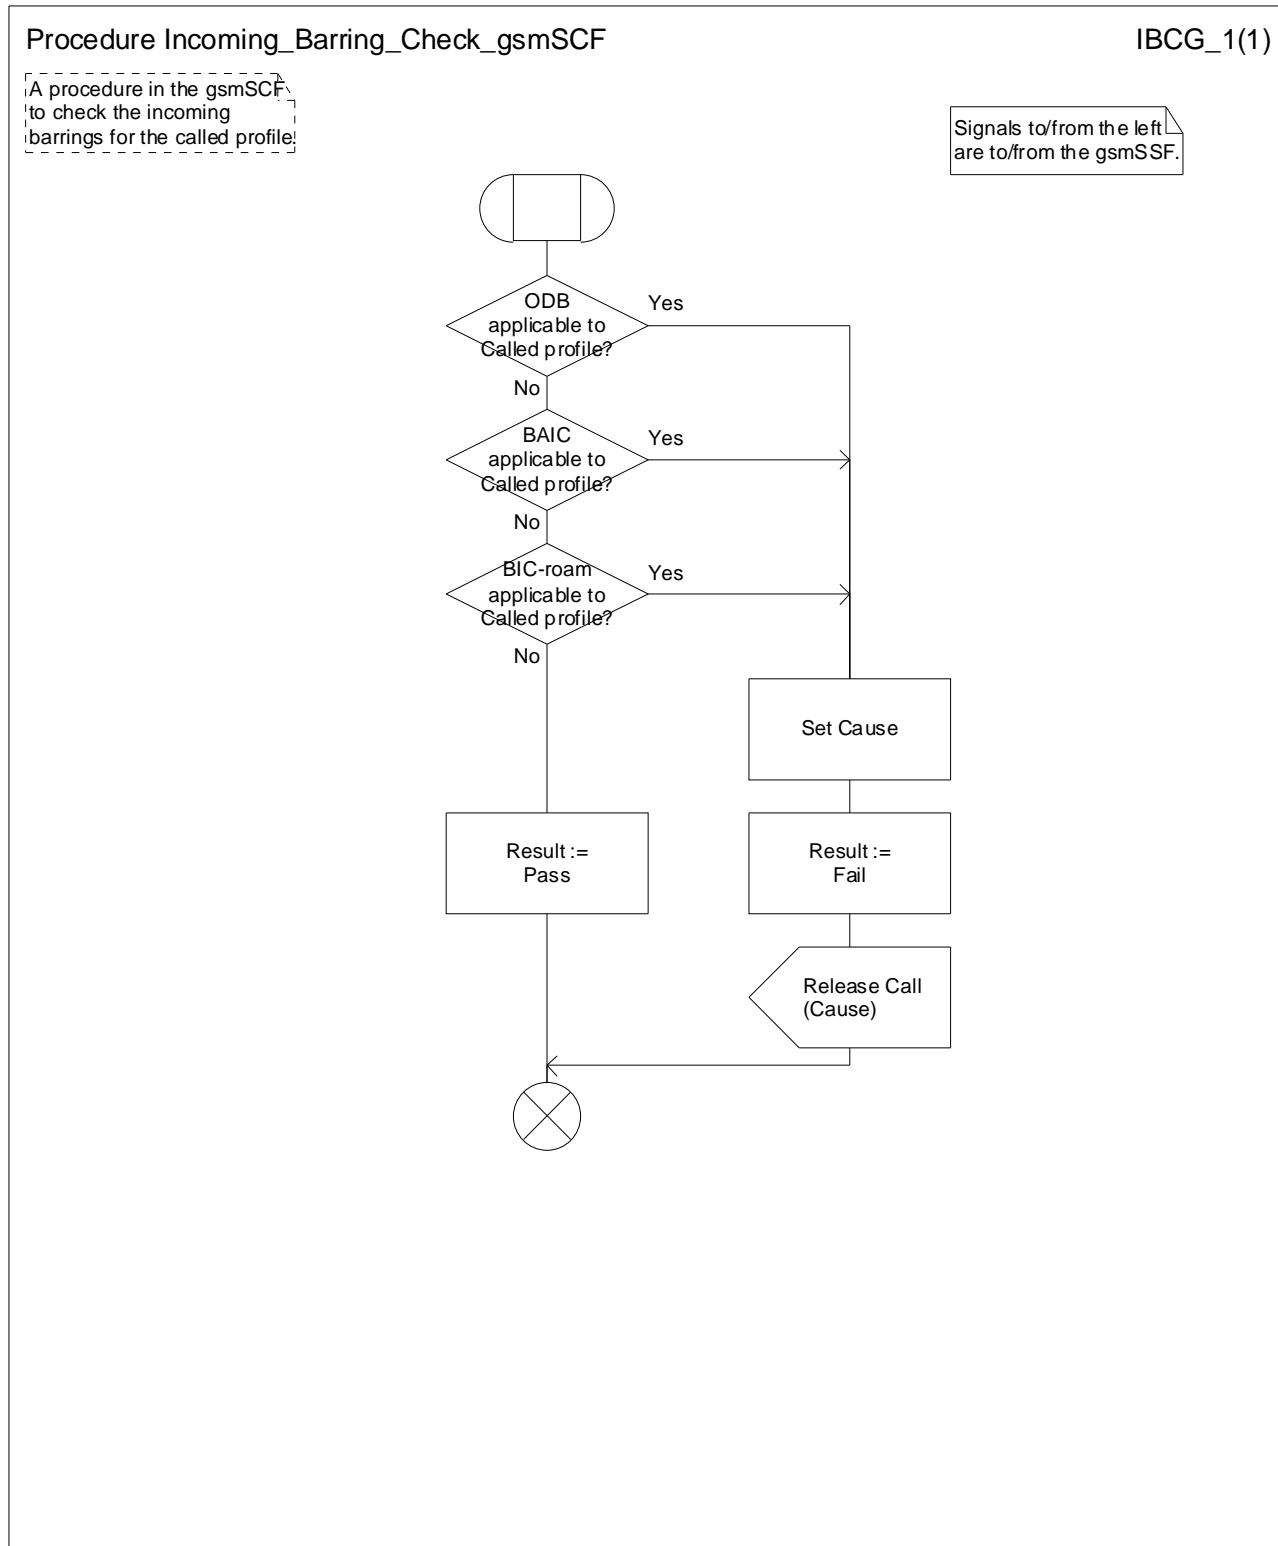 Procedure Incoming_Barring_Check_gsmSCF
IBCG_1(1)
A procedure in the gsmSCF
to check the incoming
barrings for the called profile.
Signals to/from the left
are to/from the gsmSSF.
ODB
applicable to
Called profile?
Yes
No
BAIC
applicable to
Called profile?
Yes
No
BIC-roam
applicable to
Called profile?
Yes
No
Set Cause
Result :=
Pass
Result :=
Fail
Release Call
(Cause)